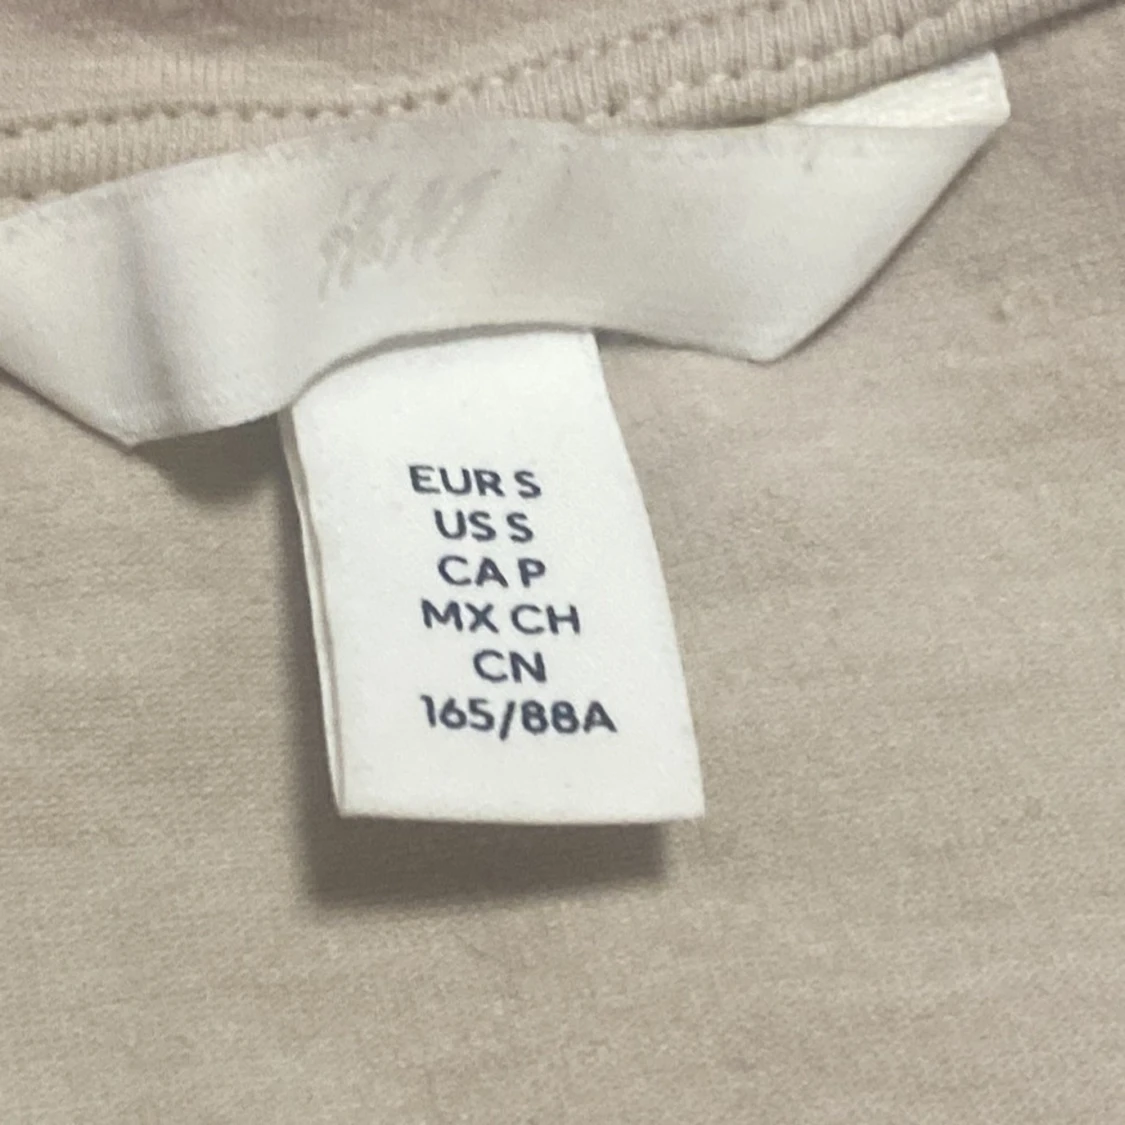 H&M
EUR S
US S
CA P
MX CH
CN
165/88A